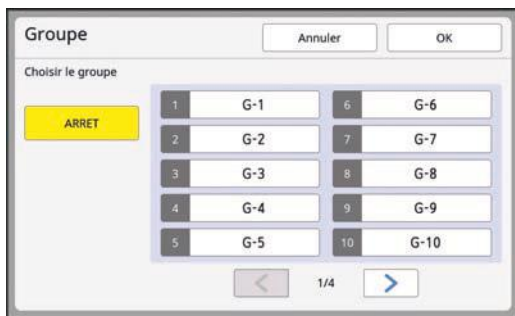 Groupe
Annuler
OK
Choisir le groupe
ARRET
1 G-1
2 G-2
3 G-3
4 G-4
5 G-5
6 G-6
7 G-7
8 G-8
9 G-9
10 G-10
< 1/4 >